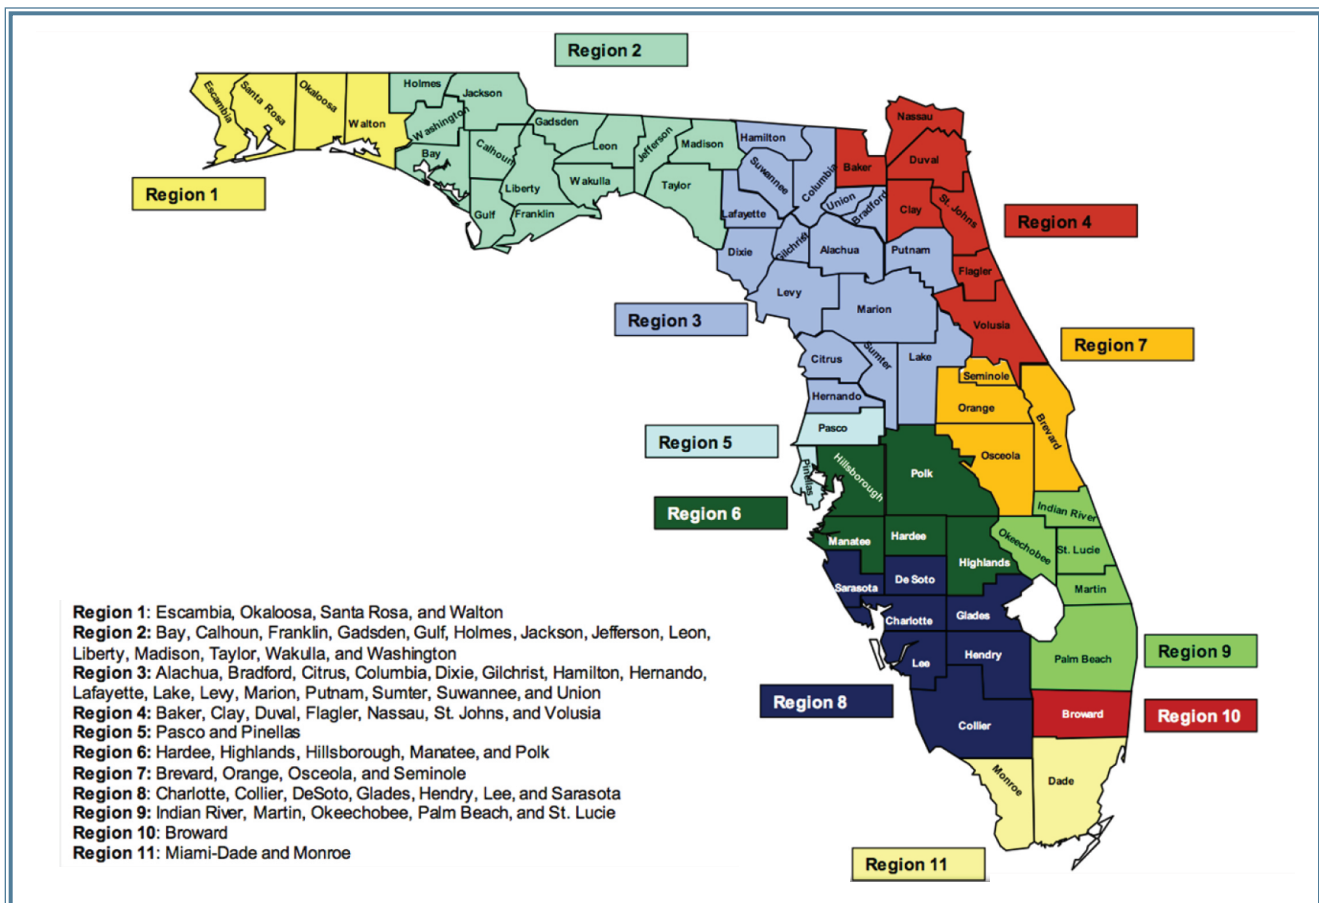 Region 2
Holmes
Jackson
Escambia
Santa Rosa
Okaloosa
Walton
Washington
Bay
Calhoun
Gadsden
Leon
Jefferson
Madison
Liberty
Wakulla
Taylor
Gulf
Franklin
Region 1
Hamilton
Suwannee
Columbia
Baker
Nassau
Duval
Union
Bradford
Clay
St. Johns
Lafayette
Region 4
Dixie
Gilchrist
Alachua
Putnam
Flagler
Levy
Marion
Volusia
Region 3
Citrus
Sumter
Lake
Region 7
Seminole
Hernando
Orange
Brevard
Pasco
Region 5
Osceola
Pinellas
Hillsborough
Polk
Region 6
Indian River
Manatee
Hardee
Highlands
Okeechobee
St. Lucie
Sarasota
De Soto
Martin
Charlotte
Glades
Lee
Hendry
Palm Beach
Region 9
Region 8
Collier
Broward
Region 10
Monroe
Dade
Region 11
Region 1: Escambia, Okaloosa, Santa Rosa, and Walton
Region 2: Bay, Calhoun, Franklin, Gadsden, Gulf, Holmes, Jackson, Jefferson, Leon,
Liberty, Madison, Taylor, Wakulla, and Washington
Region 3: Alachua, Bradford, Citrus, Columbia, Dixie, Gilchrist, Hamilton, Hernando,
Lafayette, Lake, Levy, Marion, Putnam, Sumter, Suwannee, and Union
Region 4: Baker, Clay, Duval, Flagler, Nassau, St. Johns, and Volusia
Region 5: Pasco and Pinellas
Region 6: Hardee, Highlands, Hillsborough, Manatee, and Polk
Region 7: Brevard, Orange, Osceola, and Seminole
Region 8: Charlotte, Collier, DeSoto, Glades, Hendry, Lee, and Sarasota
Region 9: Indian River, Martin, Okeechobee, Palm Beach, and St. Lucie
Region 10: Broward
Region 11: Miami-Dade and Monroe